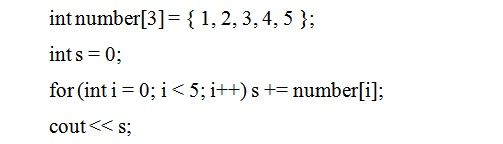 int number[3] = { 1, 2, 3, 4, 5 };
int s = 0;
for (int i = 0; i < 5; i++) s += number[i];
cout << s;